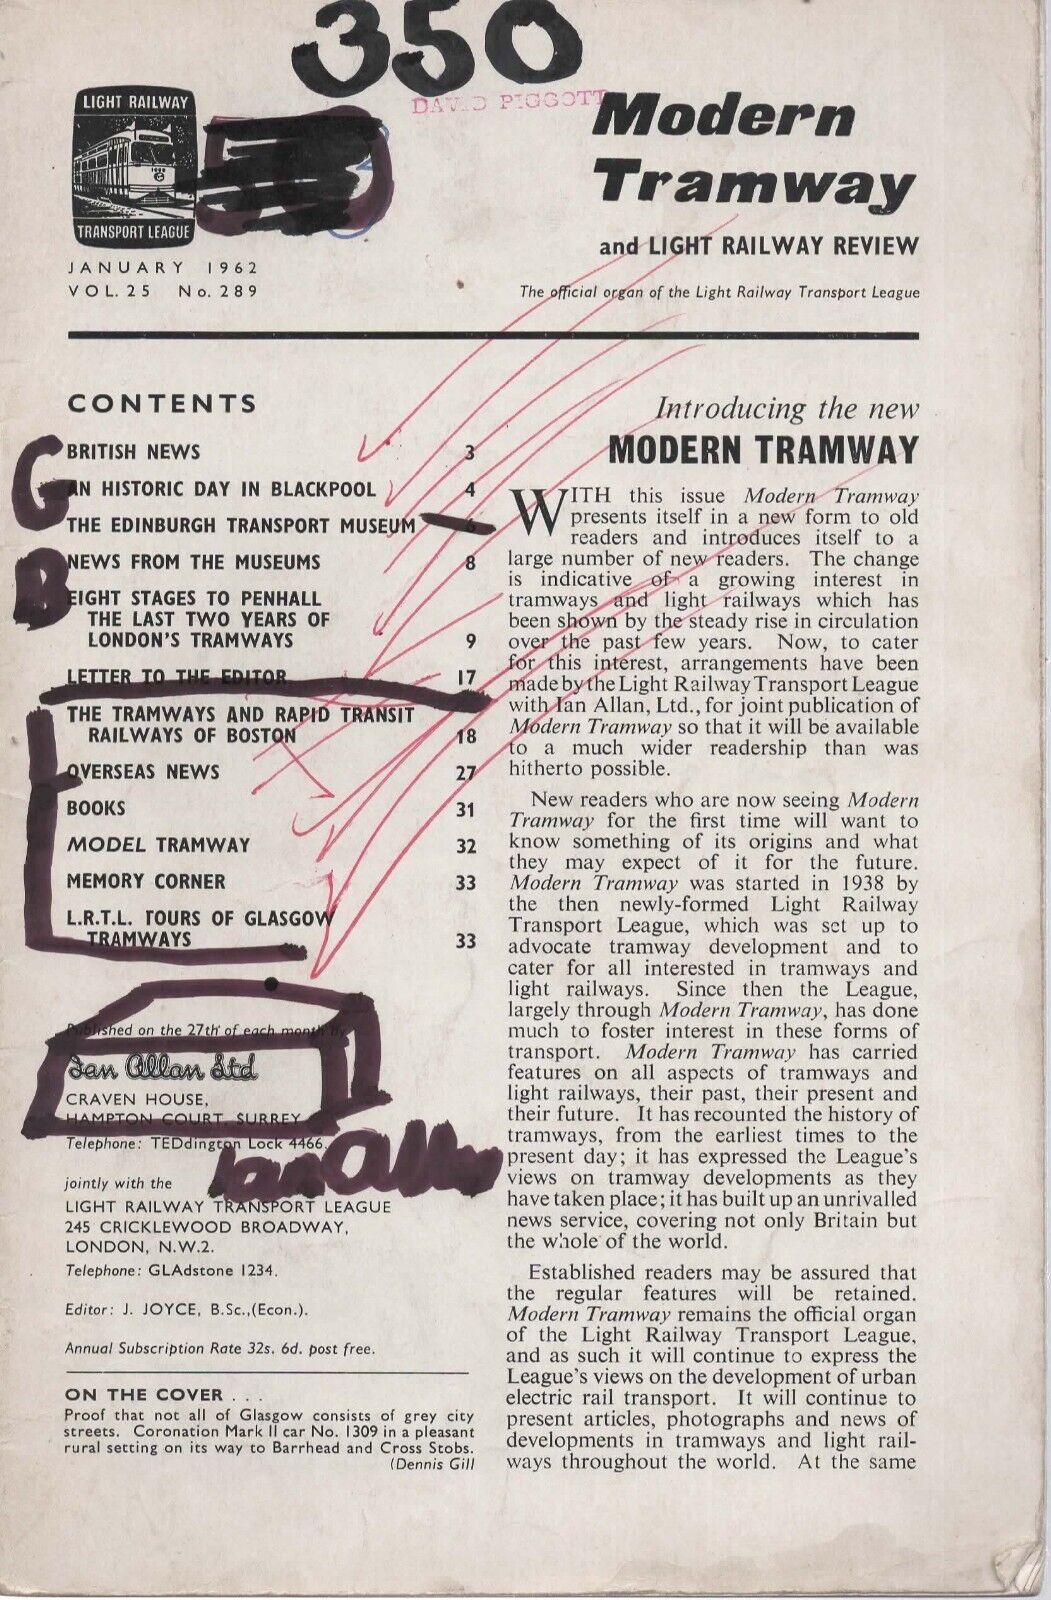 350
DAVID PIGGOTT
LIGHT RAILWAY
TRANSPORT LEAGUE
JANUARY 1962
VOL. 25 No. 289
Modern
Tramway
and LIGHT RAILWAY REVIEW
The official organ of the Light Railway Transport League
CONTENTS
G
B
BRITISH NEWS 3
AN HISTORIC DAY IN BLACKPOOL 4
THE EDINBURGH TRANSPORT MUSEUM 6
NEWS FROM THE MUSEUMS 8
EIGHT STAGES TO PENHALL
THE LAST TWO YEARS OF
LONDON'S TRAMWAYS 9
LETTER TO THE EDITOR 17
THE TRAMWAYS AND RAPID TRANSIT
RAILWAYS OF BOSTON 18
OVERSEAS NEWS 27
BOOKS 31
MODEL TRAMWAY 32
MEMORY CORNER 33
L.R.T.L. TOURS OF GLASGOW
TRAMWAYS 33
Published on the 27th of each month by
Ian Allan Ltd
CRAVEN HOUSE,
HAMPTON COURT, SURREY
Telephone: TEDdington Lock 4466.
Ian Allan
jointly with the
LIGHT RAILWAY TRANSPORT LEAGUE
245 CRICKLEWOOD BROADWAY,
LONDON, N.W.2.
Telephone: GLAdstone 1234.
Editor: J. JOYCE, B.Sc.,(Econ.).
Annual Subscription Rate 32s. 6d. post free.
ON THE COVER . . .
Proof that not all of Glasgow consists of grey city
streets. Coronation Mark II car No. 1309 in a pleasant
rural setting on its way to Barrhead and Cross Stobs.
(Dennis Gill
Introducing the new
MODERN TRAMWAY
WITH this issue Modern Tramway
presents itself in a new form to old
readers and introduces itself to a
large number of new readers. The change
is indicative of a growing interest in
tramways and light railways which has
been shown by the steady rise in circulation
over the past few years. Now, to cater
for this interest, arrangements have been
made by the Light Railway Transport League
with Ian Allan, Ltd., for joint publication of
Modern Tramway so that it will be available
to a much wider readership than was
hitherto possible.
New readers who are now seeing Modern
Tramway for the first time will want to
know something of its origins and what
they may expect of it for the future.
Modern Tramway was started in 1938 by
the then newly-formed Light Railway
Transport League, which was set up to
advocate tramway development and to
cater for all interested in tramways and
light railways. Since then the League,
largely through Modern Tramway, has done
much to foster interest in these forms of
transport. Modern Tramway has carried
features on all aspects of tramways and
light railways, their past, their present and
their future. It has recounted the history of
tramways, from the earliest times to the
present day; it has expressed the League's
views on tramway developments as they
have taken place; it has built up an unrivalled
news service, covering not only Britain but
the whole of the world.
Established readers may be assured that
the regular features will be retained.
Modern Tramway remains the official organ
of the Light Railway Transport League,
and as such it will continue to express the
League's views on the development of urban
electric rail transport. It will continue to
present articles, photographs and news of
developments in tramways and light rail-
ways throughout the world. At the same